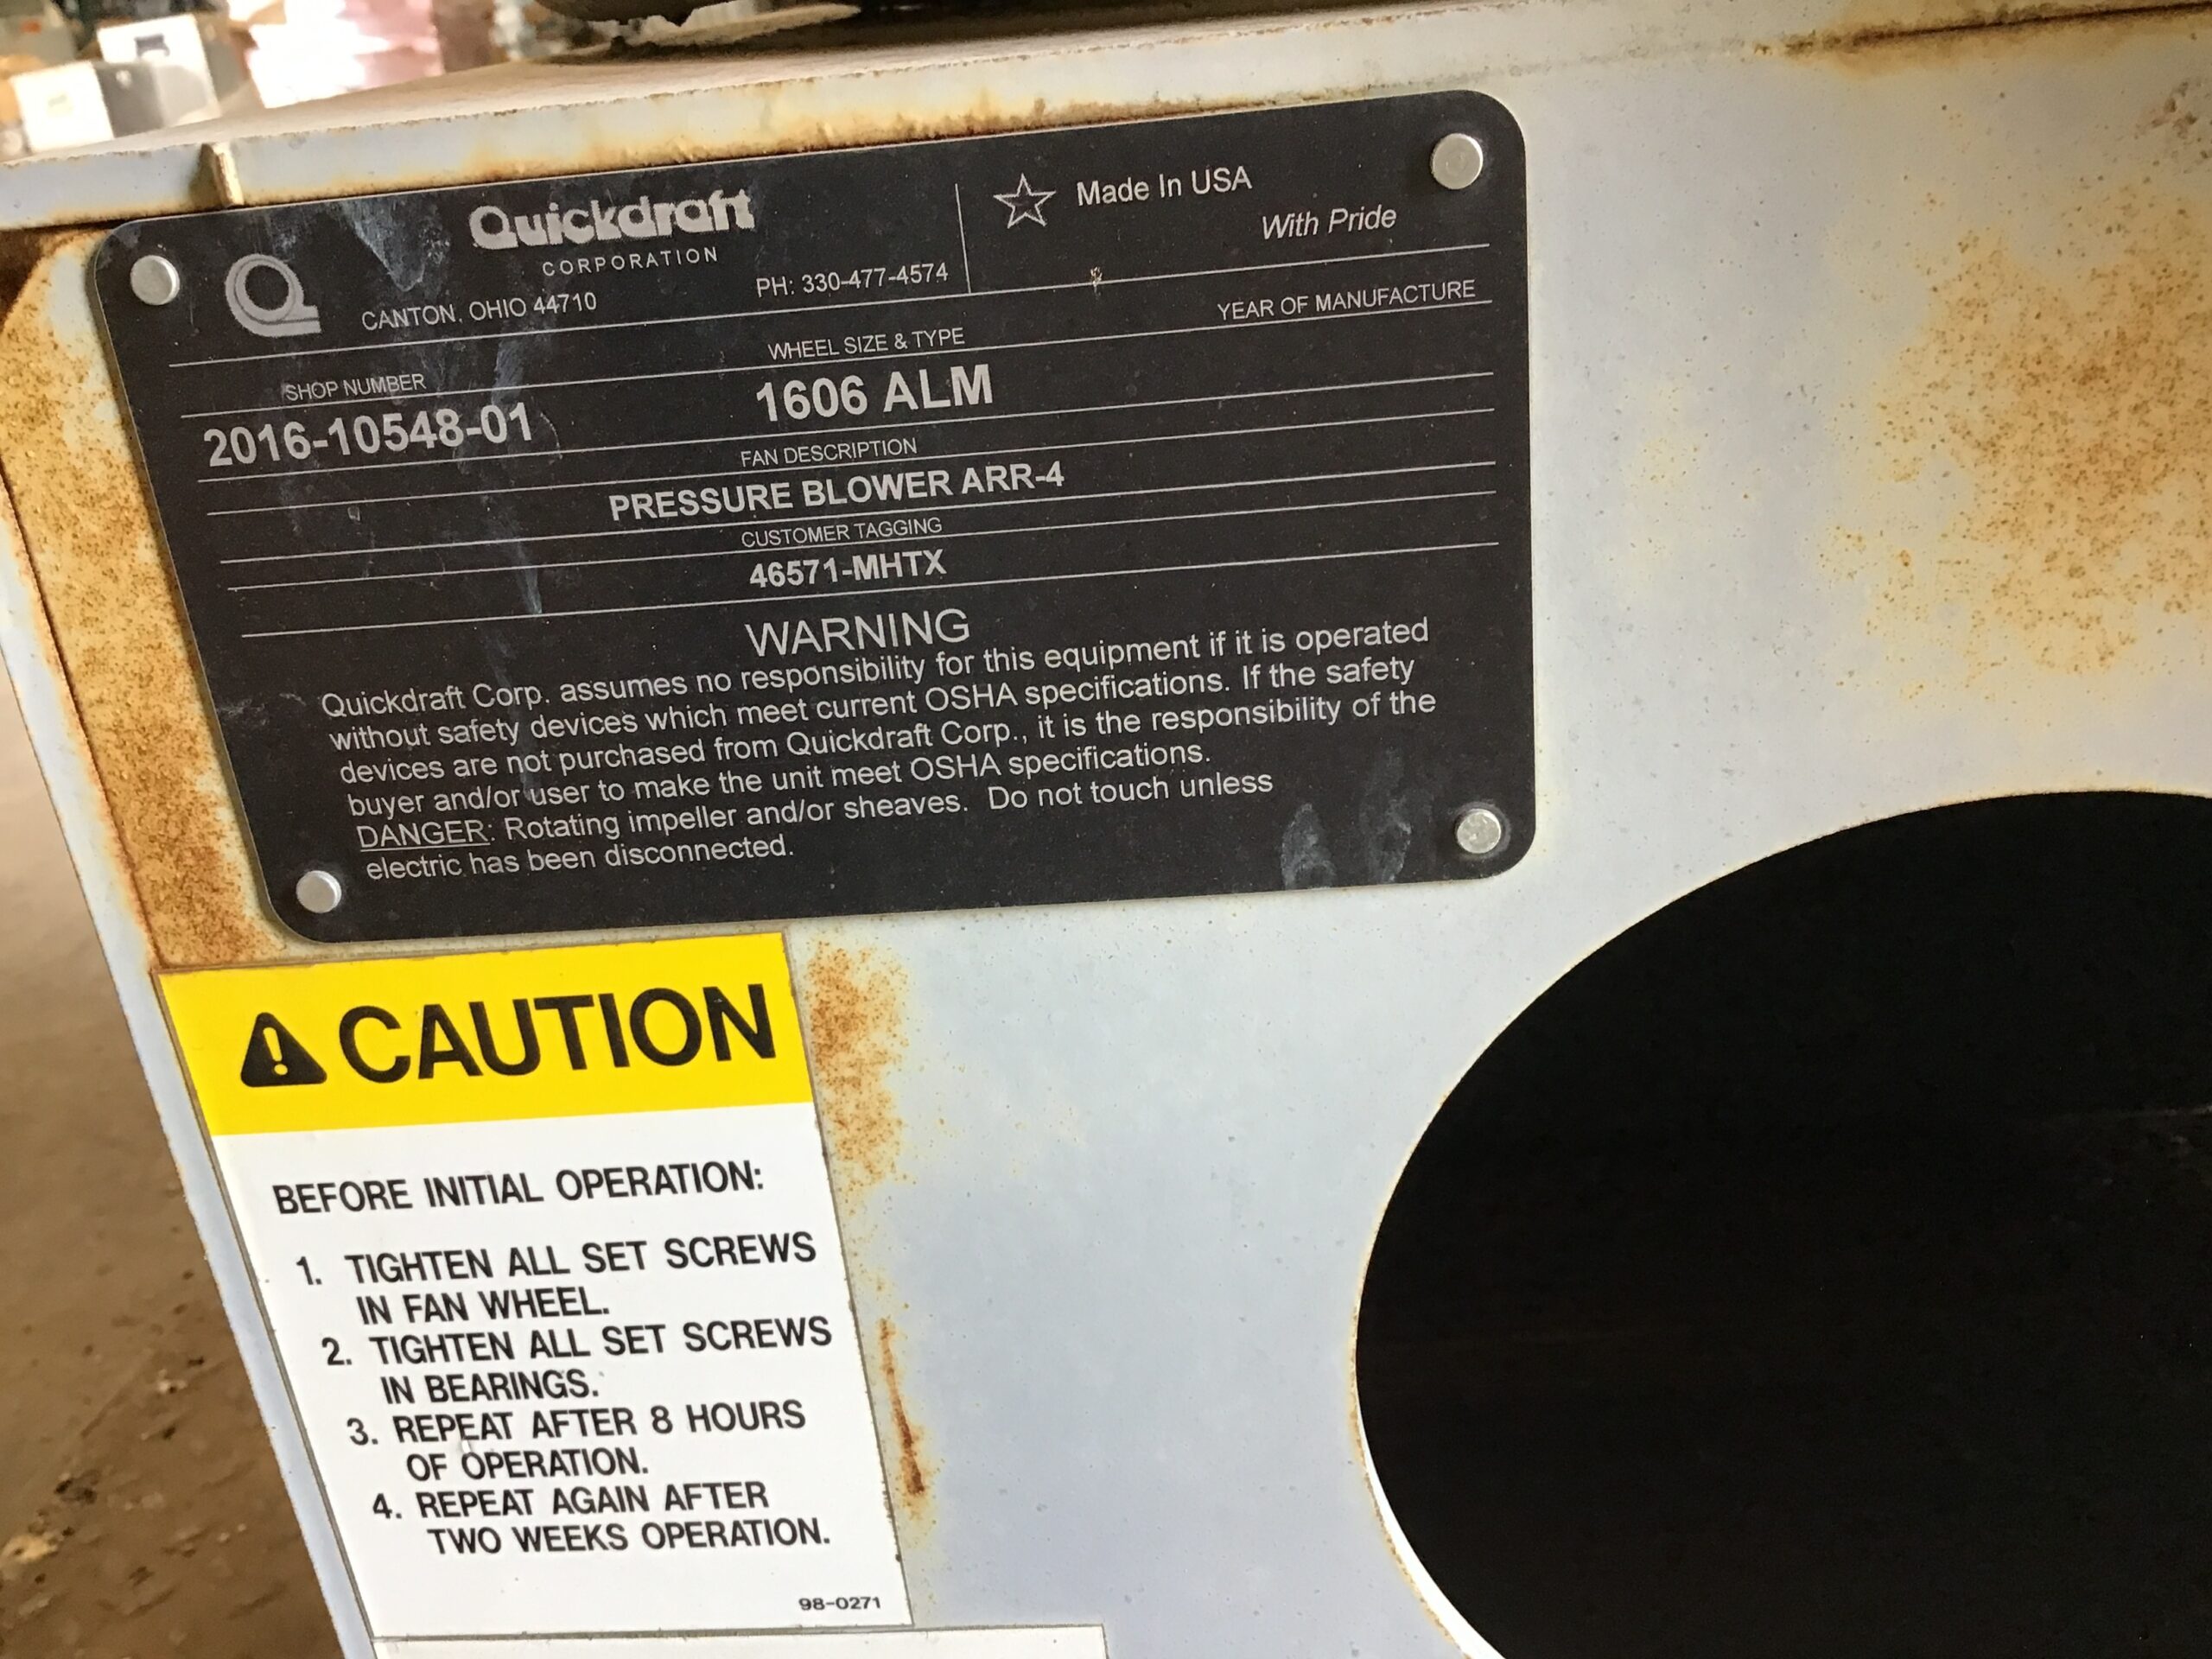 Quickdraft
CORPORATION
CANTON, OHIO 44710
PH: 330-477-4574
Made In USA
With Pride
SHOP NUMBER
WHEEL SIZE & TYPE
YEAR OF MANUFACTURE
2016-10548-01
1606 ALM
FAN DESCRIPTION
PRESSURE BLOWER ARR-4
CUSTOMER TAGGING
46571-MHTX
WARNING
Quickdraft Corp. assumes no responsibility for this equipment if it is operated
without safety devices which meet current OSHA specifications. If the safety
devices are not purchased from Quickdraft Corp., it is the responsibility of the
buyer and/or user to make the unit meet OSHA specifications.
DANGER: Rotating impeller and/or sheaves. Do not touch unless
electric has been disconnected.
CAUTION
BEFORE INITIAL OPERATION:
1. TIGHTEN ALL SET SCREWS
IN FAN WHEEL.
2. TIGHTEN ALL SET SCREWS
IN BEARINGS.
3. REPEAT AFTER 8 HOURS
OF OPERATION.
4. REPEAT AGAIN AFTER
TWO WEEKS OPERATION.
98-0271